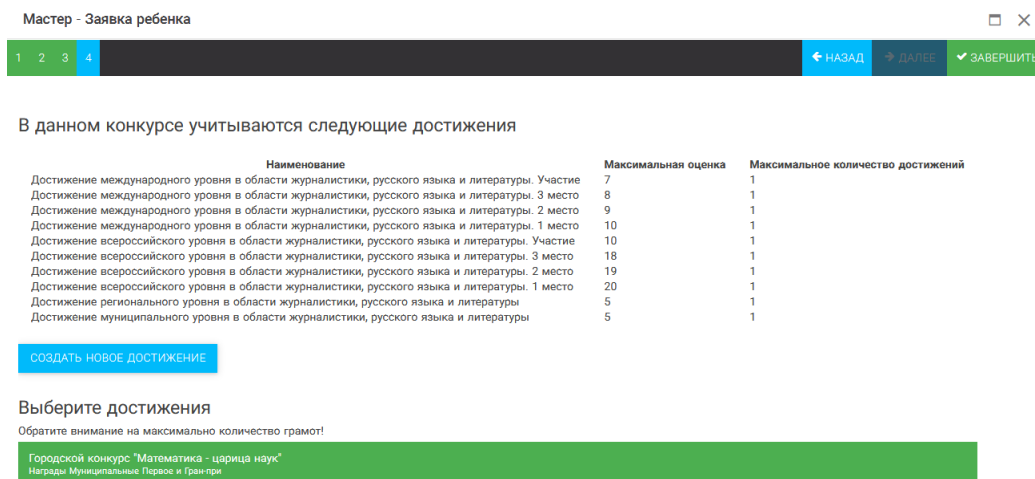 Мастер - Заявка ребенка
1 2 3 4 НАЗАД ДАЛЕЕ ЗАВЕРШИТЬ
В данном конкурсе учитываются следующие достижения
Наименование Максимальная оценка Максимальное количество достижений
Достижение международного уровня в области журналистики, русского языка и литературы. Участие 7 1
Достижение международного уровня в области журналистики, русского языка и литературы. 3 место 8 1
Достижение международного уровня в области журналистики, русского языка и литературы. 2 место 9 1
Достижение международного уровня в области журналистики, русского языка и литературы. 1 место 10 1
Достижение всероссийского уровня в области журналистики, русского языка и литературы. Участие 10 1
Достижение всероссийского уровня в области журналистики, русского языка и литературы. 3 место 18 1
Достижение всероссийского уровня в области журналистики, русского языка и литературы. 2 место 19 1
Достижение всероссийского уровня в области журналистики, русского языка и литературы. 1 место 20 1
Достижение регионального уровня в области журналистики, русского языка и литературы 5 1
Достижение муниципального уровня в области журналистики, русского языка и литературы 5 1
СОЗДАТЬ НОВОЕ ДОСТИЖЕНИЕ
Выберите достижения
Обратите внимание на максимально количество грамот!
Городской конкурс "Математика - царица наук"
Награды Муниципальные Первое и Гран-при